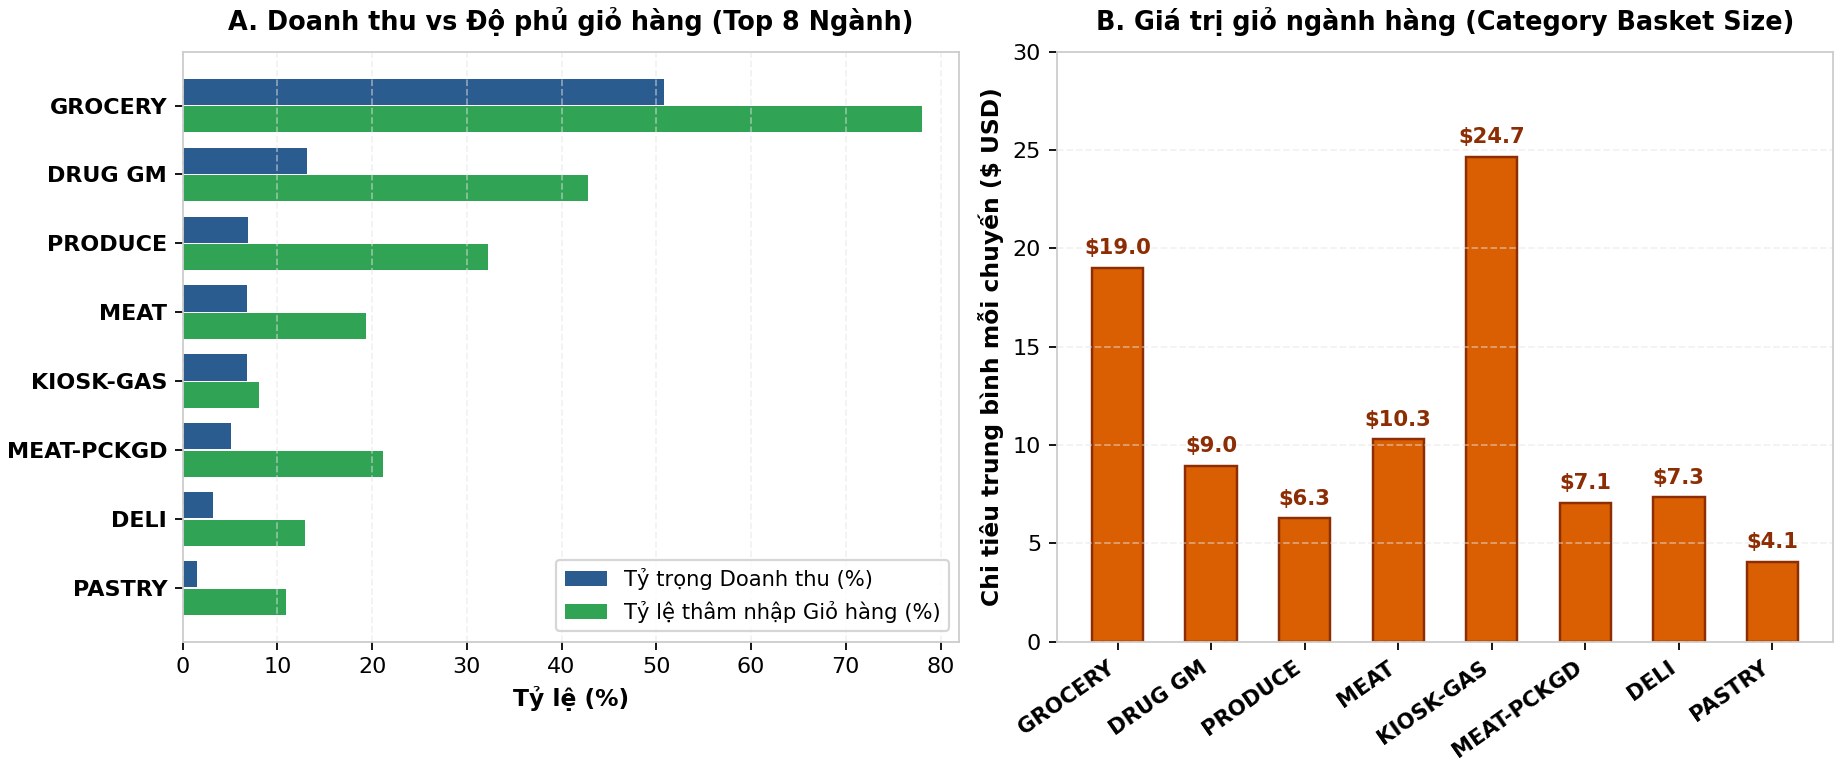 A. Doanh thu vs Độ phủ giỏ hàng (Top 8 Ngành)
GROCERY
DRUG GM
PRODUCE
MEAT
KIOSK-GAS
MEAT-PCKGD
DELI
PASTRY
Tỷ trọng Doanh thu (%)
Tỷ lệ thâm nhập Giỏ hàng (%)
0 10 20 30 40 50 60 70 80
Tỷ lệ (%)
B. Giá trị giỏ ngành hàng (Category Basket Size)
Chi tiêu trung bình mỗi chuyến ($ USD)
30
25
20
15
10
5
0
$19.0
$9.0
$6.3
$10.3
$24.7
$7.1
$7.3
$4.1
GROCERY
DRUG GM
PRODUCE
MEAT
KIOSK-GAS
MEAT-PCKGD
DELI
PASTRY